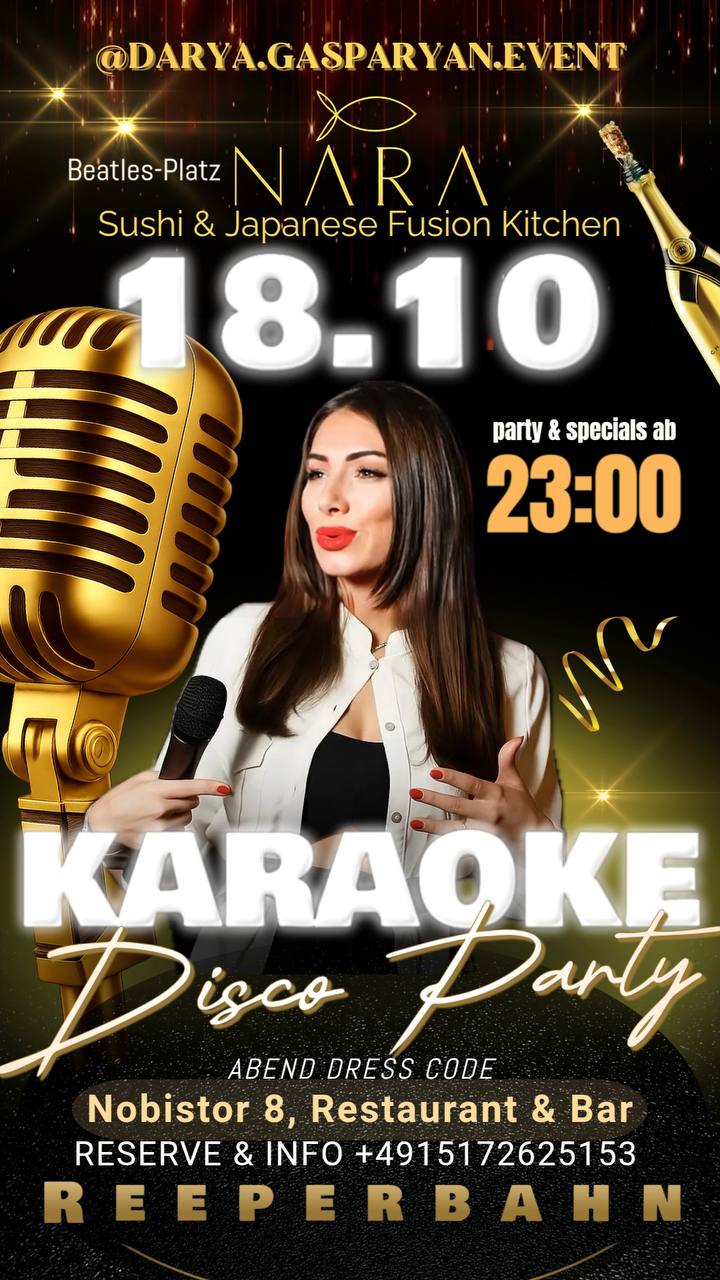 @DARYA.GASPARYAN.EVENT
Beatles-Platz NARA
Sushi & Japanese Fusion Kitchen
18.10
party & specials ab
23:00
KARAOKE
Disco Party
ABEND DRESS CODE
Nobistor 8, Restaurant & Bar
RESERVE & INFO +4915172625153
REEPERBAHN